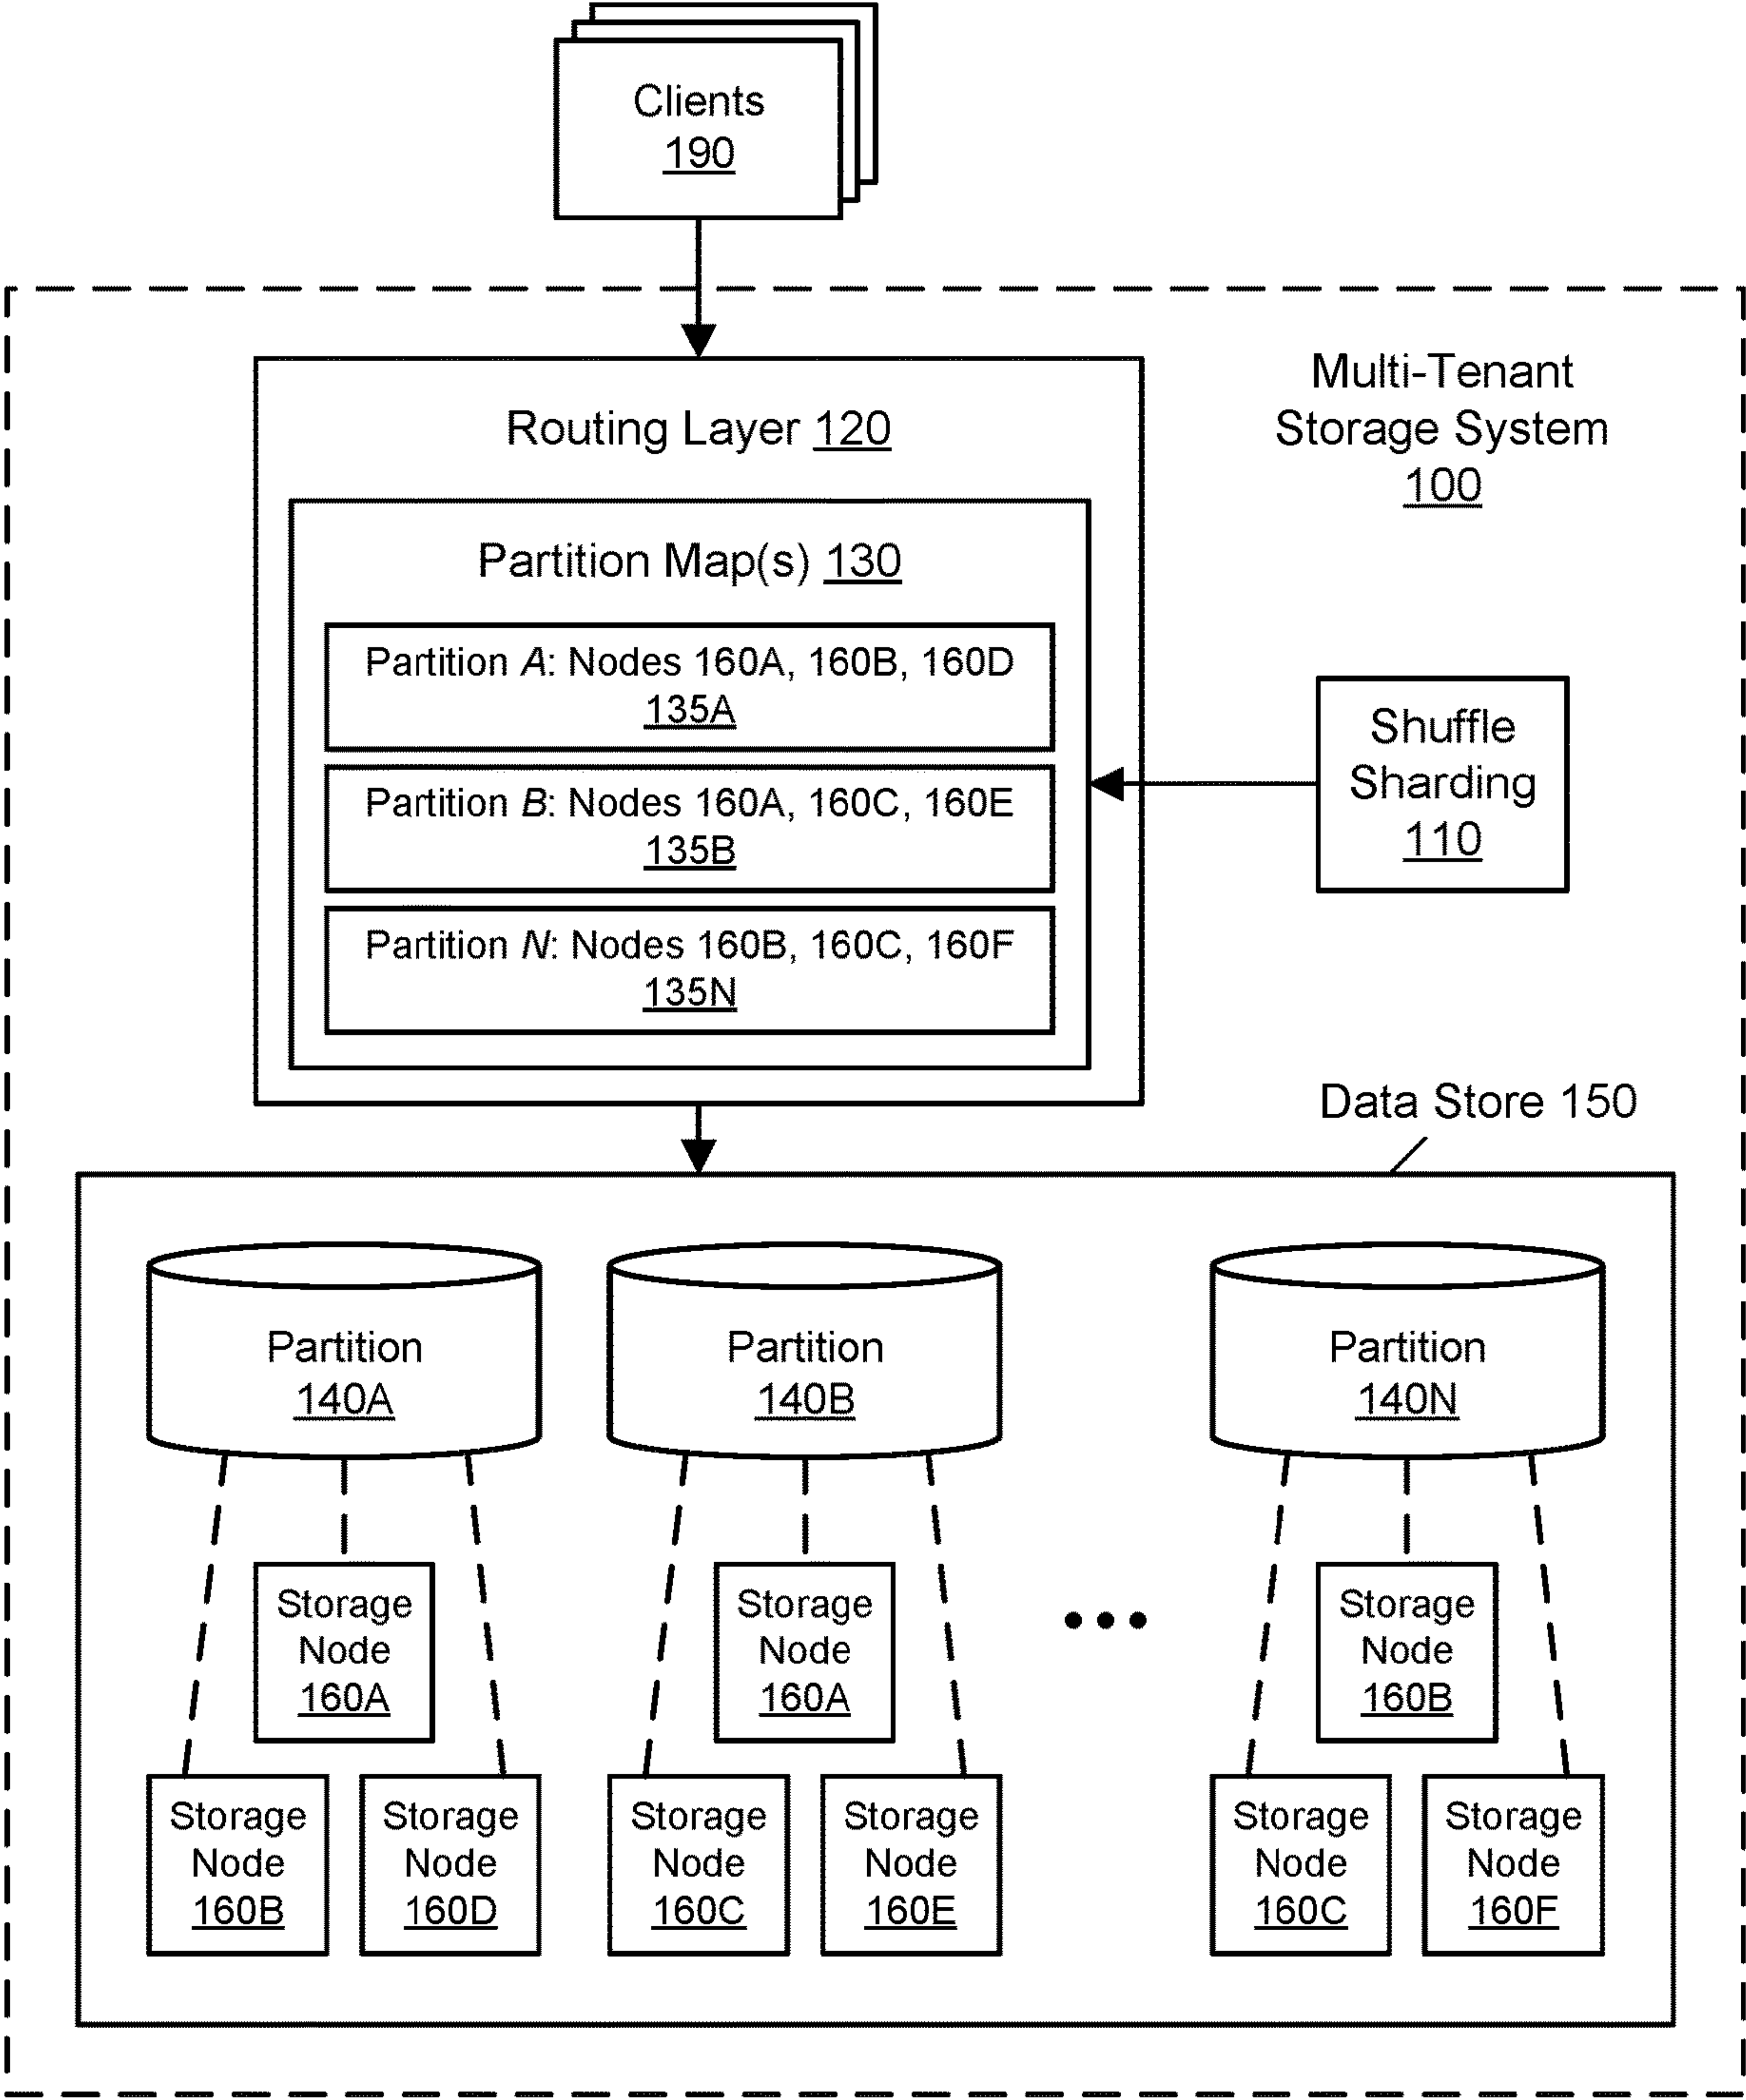 Clients
190
Multi-Tenant
Storage System
100
Routing Layer 120
Partition Map(s) 130
Partition A: Nodes 160A, 160B, 160D
135A
Partition B: Nodes 160A, 160C, 160E
135B
Partition N: Nodes 160B, 160C, 160F
135N
Shuffle
Sharding
110
Data Store 150
Partition
140A
Partition
140B
Partition
140N
Storage
Node
160A
Storage
Node
160A
Storage
Node
160B
Storage
Node
160B
Storage
Node
160D
Storage
Node
160C
Storage
Node
160E
Storage
Node
160C
Storage
Node
160F